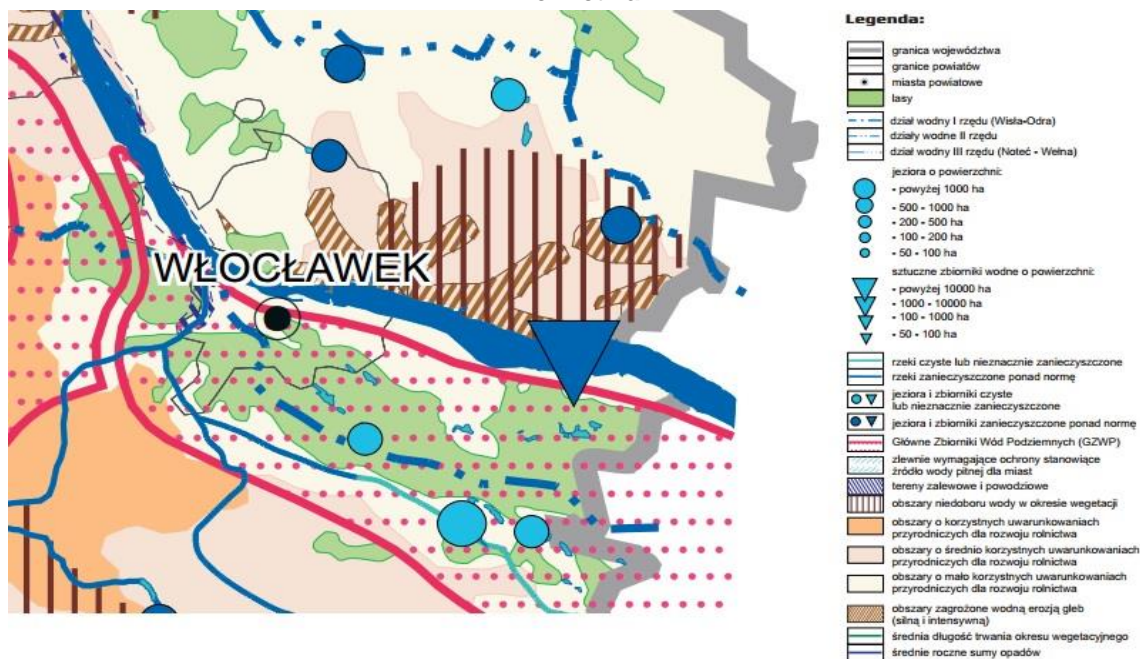 WŁOCŁAWEK
Legenda:
granica województwa
granice powiatów
miasta powiatowe
lasy
dział wodny I rzędu (Wisła-Odra)
działy wodne II rzędu
dział wodny III rzędu (Noteć - Wełna)
jeziora o powierzchni:
- powyżej 1000 ha
- 500 - 1000 ha
- 200 - 500 ha
- 100 - 200 ha
- 50 - 100 ha
sztuczne zbiorniki wodne o powierzchni:
- powyżej 10000 ha
- 1000 - 10000 ha
- 100 - 1000 ha
- 50 - 100 ha
rzeki czyste lub nieznacznie zanieczyszczone
rzeki zanieczyszczone ponad normę
jeziora i zbiorniki czyste
lub nieznacznie zanieczyszczone
jeziora i zbiorniki zanieczyszczone ponad normę
Główne Zbiorniki Wód Podziemnych (GZWP)
zlewnie wymagające ochrony stanowiące
źródło wody pitnej dla miast
tereny zalewowe i powodziowe
obszary niedoboru wody w okresie wegetacji
obszary o korzystnych uwarunkowaniach
przyrodniczych dla rozwoju rolnictwa
obszary o średnio korzystnych uwarunkowaniach
przyrodniczych dla rozwoju rolnictwa
obszary o mało korzystnych uwarunkowaniach
przyrodniczych dla rozwoju rolnictwa
obszary zagrożone wodną erozją gleb
(silną i intensywną)
średnia długość trwania okresu wegetacyjnego
średnie roczne sumy opadów